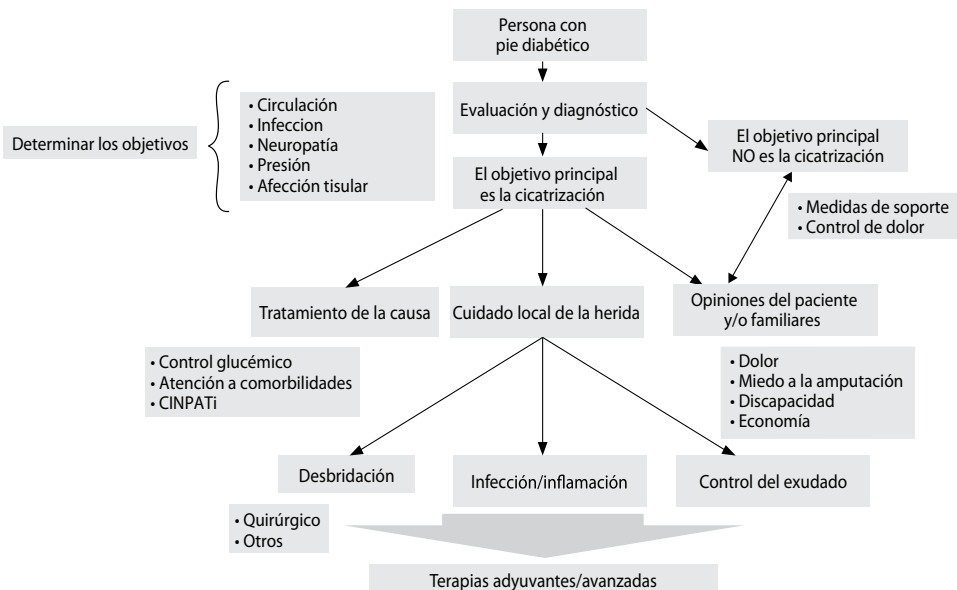 Persona con
pie diabético
Evaluación y diagnóstico
Determinar los objetivos
• Circulación
• Infeccion
• Neuropatía
• Presión
• Afección tisular
El objetivo principal
NO es la cicatrización
El objetivo principal
es la cicatrización
• Medidas de soporte
• Control de dolor
Tratamiento de la causa
Cuidado local de la herida
Opiniones del paciente
y/o familiares
• Control glucémico
• Atención a comorbilidades
• CINPATi
• Dolor
• Miedo a la amputación
• Discapacidad
• Economía
Desbridación
Infección/inflamación
Control del exudado
• Quirúrgico
• Otros
Terapias adyuvantes/avanzadas